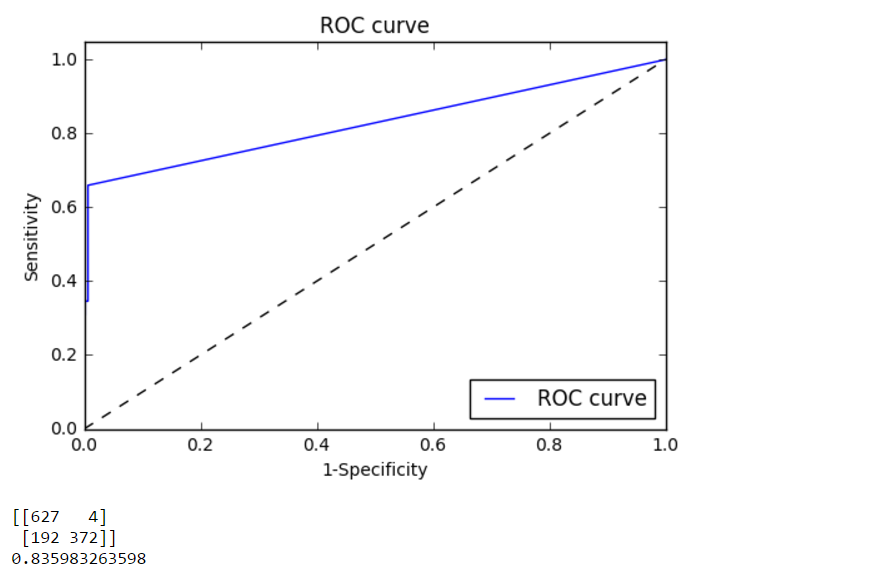 ROC curve
1.0
0.8
0.6
0.4
0.2
0.0
Sensitivity
ROC curve
0.0 0.2 0.4 0.6 0.8 1.0
1-Specificity
[[627   4]
 [192 372]]
0.835983263598